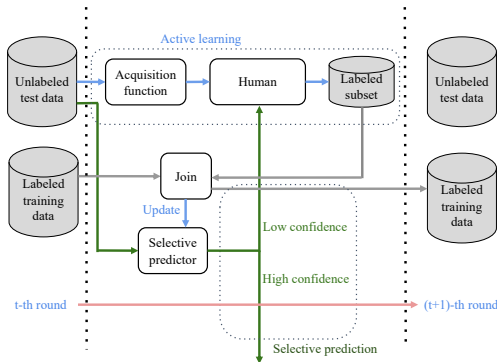 Active learning
Unlabeled
test data
Acquisition
function
Human
Labeled
subset
Unlabeled
test data
Labeled
training
data
Join
Labeled
training
data
Update
Selective
predictor
Low confidence
High confidence
t-th round
(t+1)-th round
Selective prediction